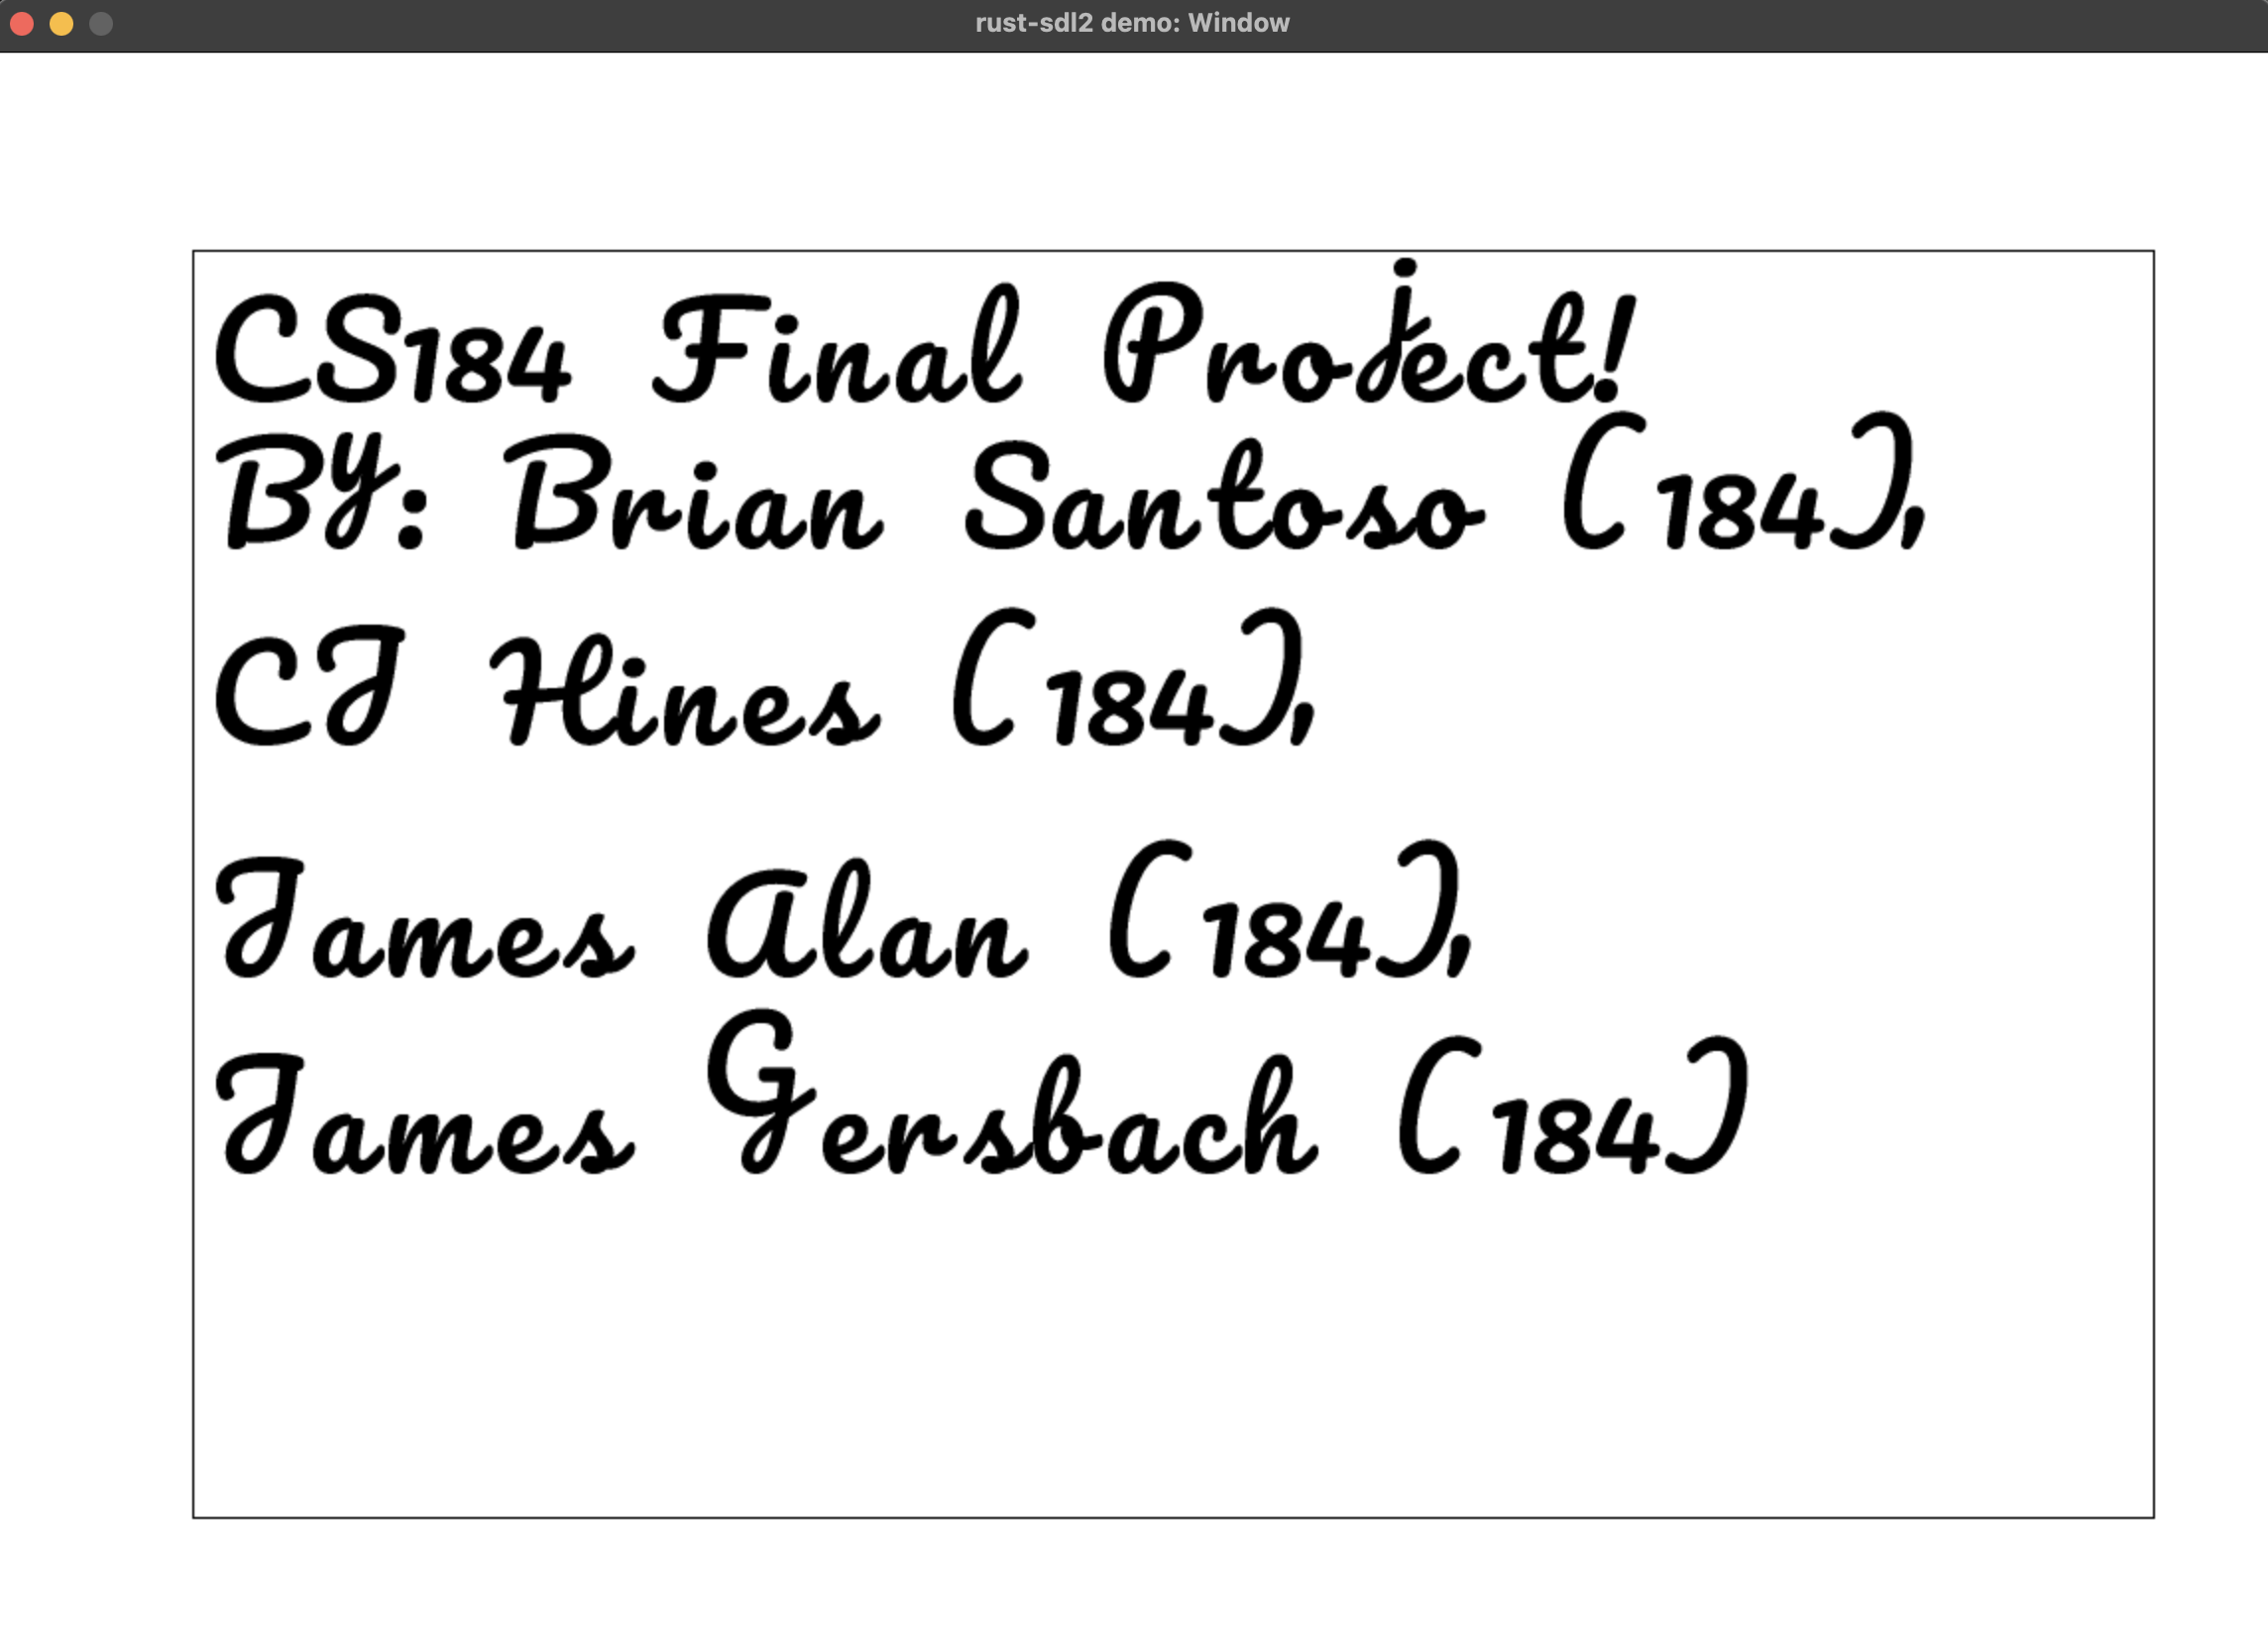 rust-sdl2 demo: Window
CS184 Final Project!
By: Brian Santoso (184),
CJ Hines (184),
James Alan (184),
James Gersbach (184)